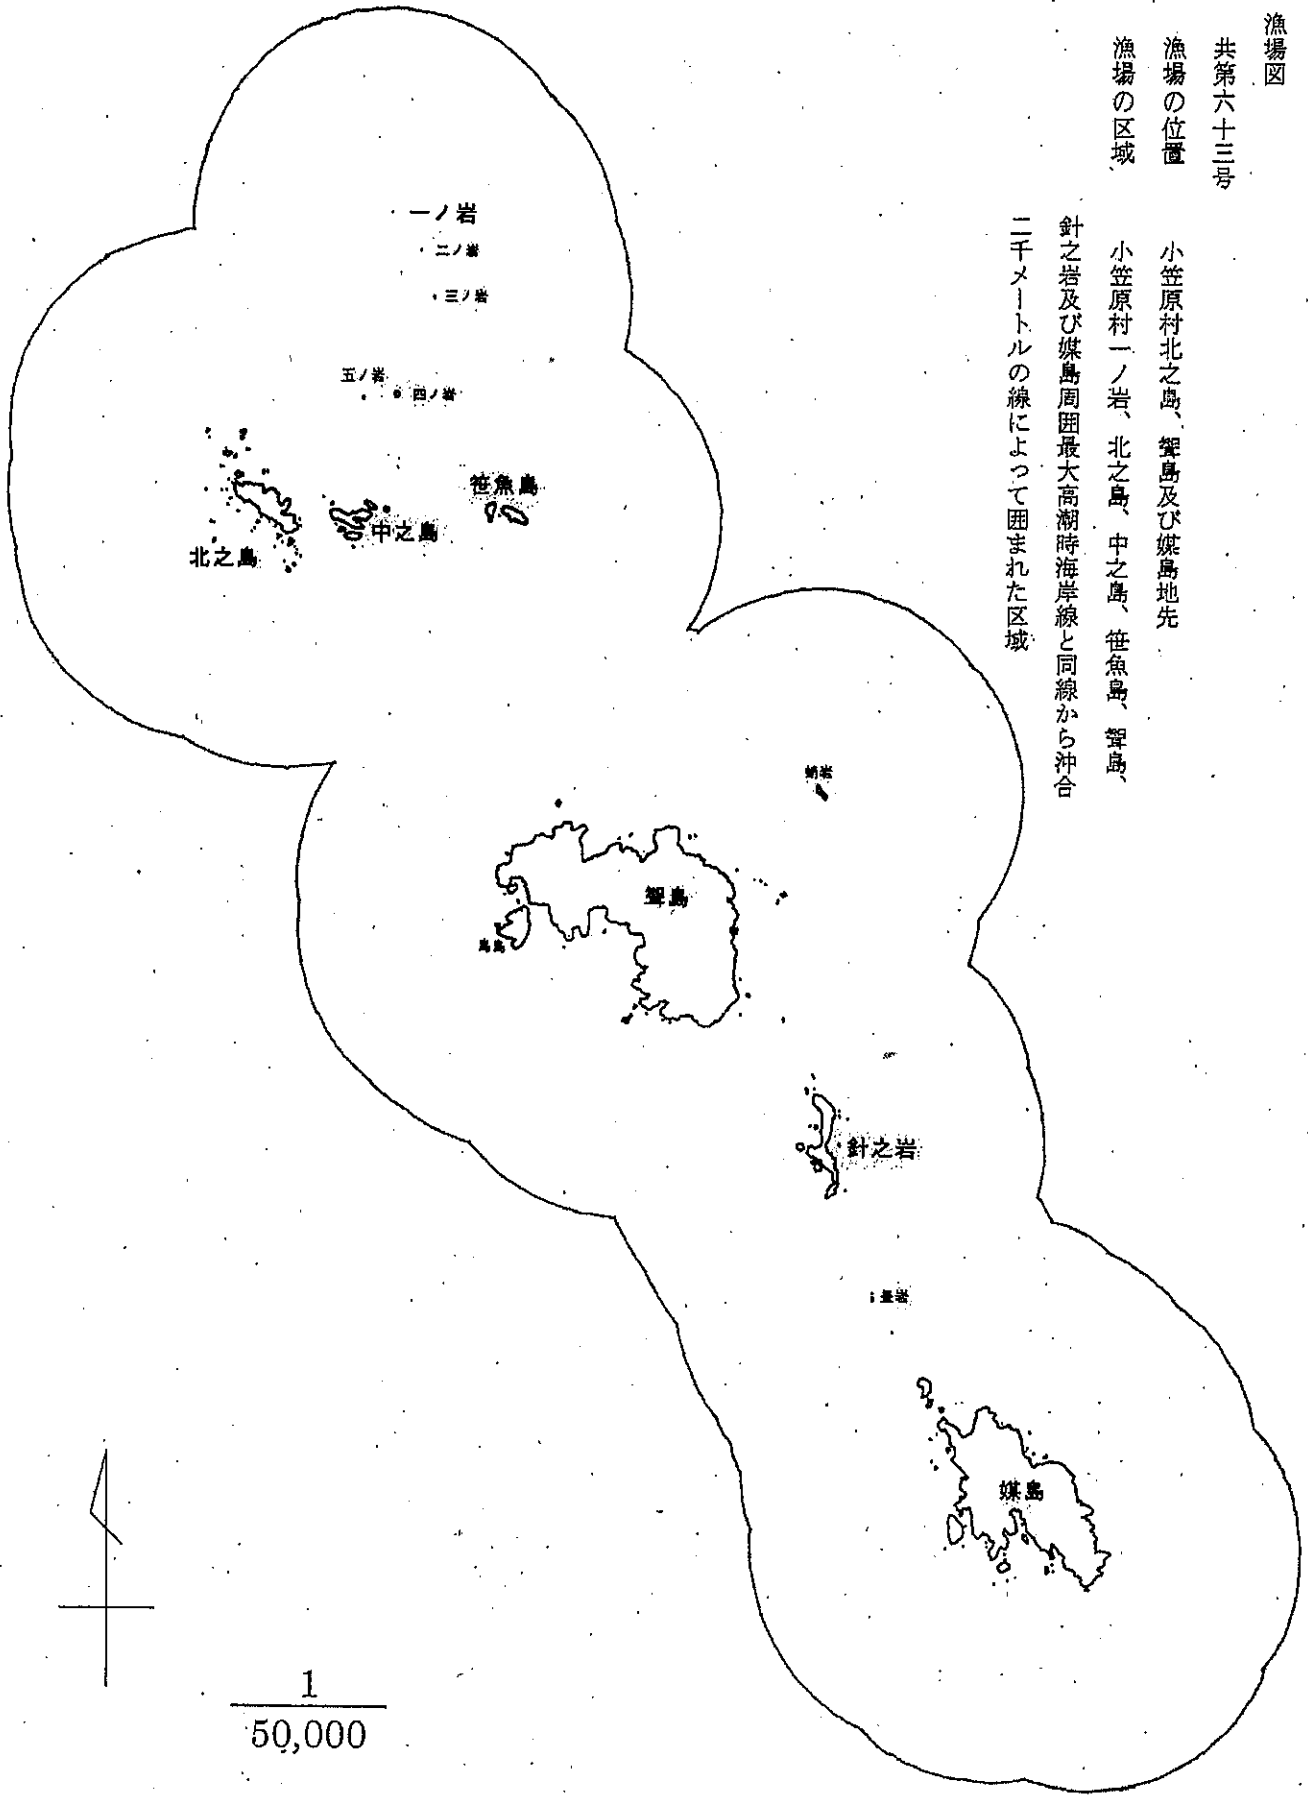 漁場図
共第六十三号
漁場の位置 小笠原村北之島、聟島及び媒島地先
漁場の区域 小笠原村一ノ岩、北之島、中之島、笹魚島、聟島、
針之岩及び媒島周囲最大高潮時海岸線と同線から沖合
二千メートルの線によって囲まれた区域
一ノ岩
二ノ岩
三ノ岩
五ノ岩
四ノ岩
笹魚島
中之島
北之島
蛸岩
聟島
鳥島
針之岩
畳岩
媒島
1
50,000